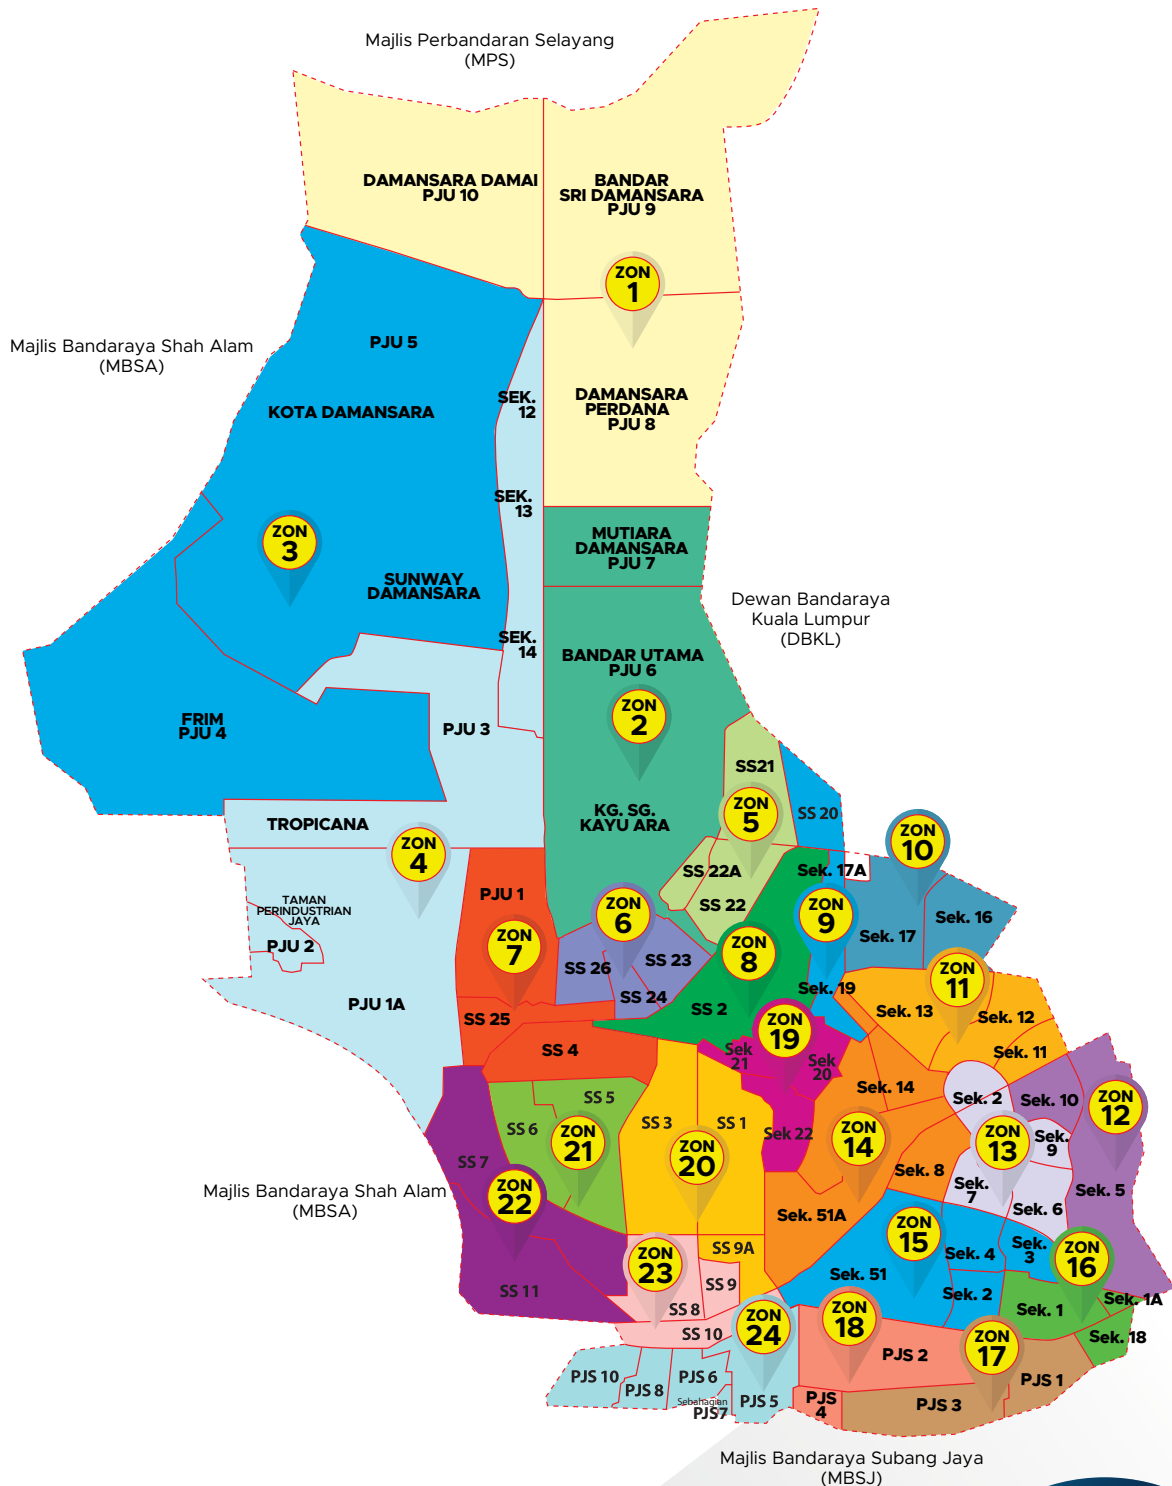 Majlis Perbandaran Selayang
(MPS)
DAMANSARA DAMAI
PJU 10
BANDAR
SRI DAMANSARA
PJU 9
ZON
1
Majlis Bandaraya Shah Alam
(MBSA)
PJU 5
KOTA DAMANSARA
SEK.
12
DAMANSARA
PERDANA
PJU 8
SEK.
13
ZON
3
MUTIARA
DAMANSARA
PJU 7
SUNWAY
DAMANSARA
Dewan Bandaraya
Kuala Lumpur
(DBKL)
SEK.
14
BANDAR UTAMA
PJU 6
ZON
2
FRIM
PJU 4
PJU 3
SS21
ZON
5
SS 20
KG. SG.
KAYU ARA
TROPICANA
ZON
4
ZON
10
SS 22A
Sek. 17A
PJU 1
TAMAN
PERINDUSTRIAN
JAYA
PJU 2
SS 22
ZON
6
ZON
9
Sek. 16
Sek. 17
ZON
7
ZON
8
SS 26
SS 23
SS 24
PJU 1A
Sek. 19
ZON
11
SS 2
Sek. 13
Sek. 12
SS 25
ZON
19
SS 4
Sek
21
Sek
20
Sek. 11
Sek. 14
Sek. 2
Sek. 10
ZON
12
SS 5
SS 6
SS 3
SS 1
Sek 22
ZON
21
ZON
20
ZON
14
ZON
13
Sek.
9
SS 7
Sek. 8
Sek.
7
Sek. 5
Majlis Bandaraya Shah Alam
(MBSA)
ZON
22
Sek. 51A
Sek. 6
ZON
15
SS 9A
Sek. 4
Sek.
3
ZON
16
ZON
23
Sek. 51
SS 11
SS 9
Sek. 2
Sek. 1
Sek. 1A
SS 8
ZON
24
ZON
18
SS 10
Sek. 18
ZON
17
PJS 2
PJS 10
PJS 8
PJS 6
Sebahagian
PJS7
PJS 5
PJS
4
PJS 3
PJS 1
Majlis Bandaraya Subang Jaya
(MBSJ)